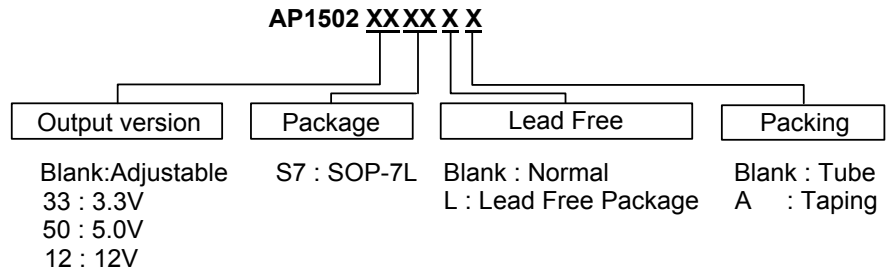 AP1502 XX XX X X
Output version
Package
Lead Free
Packing
Blank:Adjustable
33 : 3.3V
50 : 5.0V
12 : 12V
S7 : SOP-7L
Blank : Normal
L : Lead Free Package
Blank : Tube
A : Taping